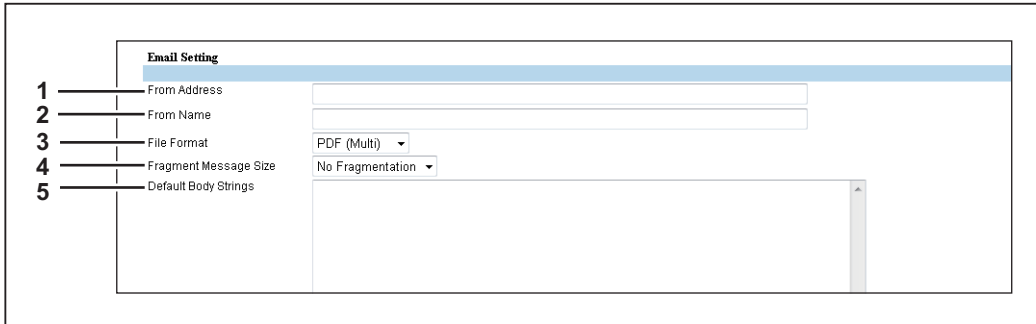 Email Setting
1 From Address
2 From Name
3 File Format PDF (Multi)
4 Fragment Message Size No Fragmentation
5 Default Body Strings